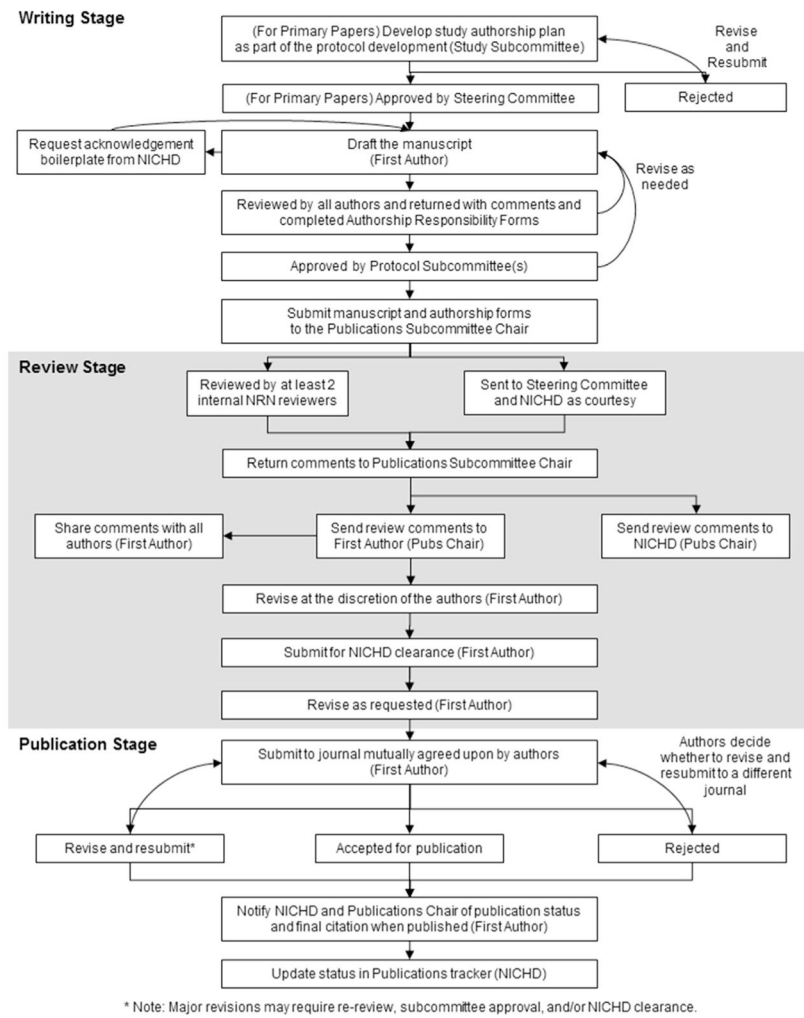 Writing Stage
(For Primary Papers) Develop study authorship plan
as part of the protocol development (Study Subcommittee)
Revise
and
Resubmit
(For Primary Papers) Approved by Steering Committee
Rejected
Request acknowledgement
boilerplate from NICHD
Draft the manuscript
(First Author)
Revise as
needed
Reviewed by all authors and returned with comments and
completed Authorship Responsibility Forms
Approved by Protocol Subcommittee(s)
Submit manuscript and authorship forms
to the Publications Subcommittee Chair
Review Stage
Reviewed by at least 2
internal NRN reviewers
Sent to Steering Committee
and NICHD as courtesy
Return comments to Publications Subcommittee Chair
Share comments with all
authors (First Author)
Send review comments to
First Author (Pubs Chair)
Send review comments to
NICHD (Pubs Chair)
Revise at the discretion of the authors (First Author)
Submit for NICHD clearance (First Author)
Revise as requested (First Author)
Publication Stage
Submit to journal mutually agreed upon by authors
(First Author)
Authors decide
whether to revise and
resubmit to a different
journal
Revise and resubmit*
Accepted for publication
Rejected
Notify NICHD and Publications Chair of publication status
and final citation when published (First Author)
Update status in Publications tracker (NICHD)
* Note: Major revisions may require re-review, subcommittee approval, and/or NICHD clearance.